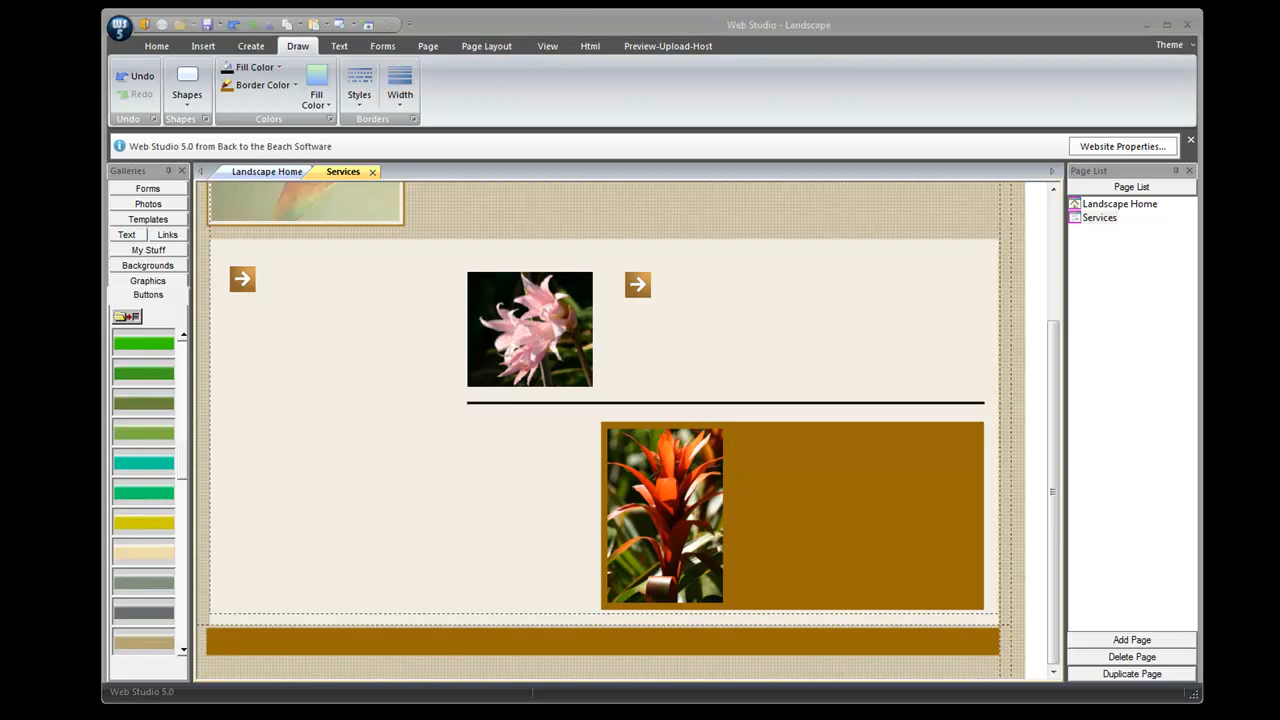 WS
5
Web Studio - Landscape
Home Insert Create Draw Text Forms Page Page Layout View Html Preview-Upload-Host
Theme
Undo
Redo
Undo
Shapes
Shapes
Fill Color
Border Color
Fill
Color
Colors
Styles
Width
Borders
Web Studio 5.0 from Back to the Beach Software
Website Properties...
Galleries
Forms
Photos
Templates
Text Links
My Stuff
Backgrounds
Graphics
Buttons
Landscape Home
Services
Page List
Page List
Landscape Home
Services
Add Page
Delete Page
Duplicate Page
Web Studio 5.0